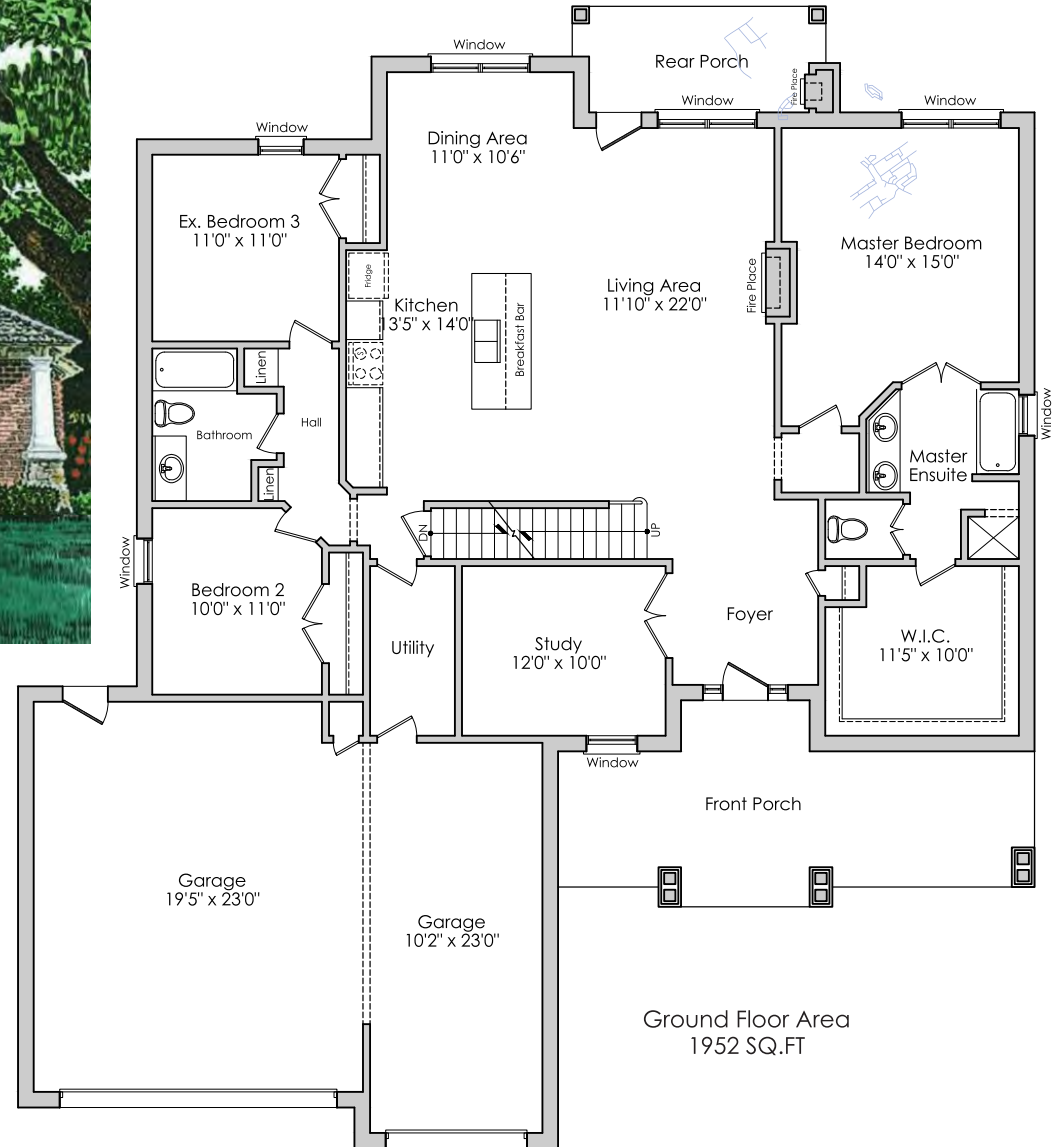 Window
Rear Porch
Fire Place
Window
Window
Window
Dining Area
11'0" x 10'6"
Ex. Bedroom 3
11'0" x 11'0"
Master Bedroom
14'0" x 15'0"
Fridge
Kitchen
13'5" x 14'0"
Living Area
11'10" x 22'0"
Fire Place
Breakfast Bar
S
Linen
Hall
Bathroom
Linen
Window
Master
Ensuite
DN
UP
Window
Bedroom 2
10'0" x 11'0"
Utility
Study
12'0" x 10'0"
Foyer
W.I.C.
11'5" x 10'0"
Window
Front Porch
Garage
19'5" x 23'0"
Garage
10'2" x 23'0"
Ground Floor Area
1952 SQ.FT